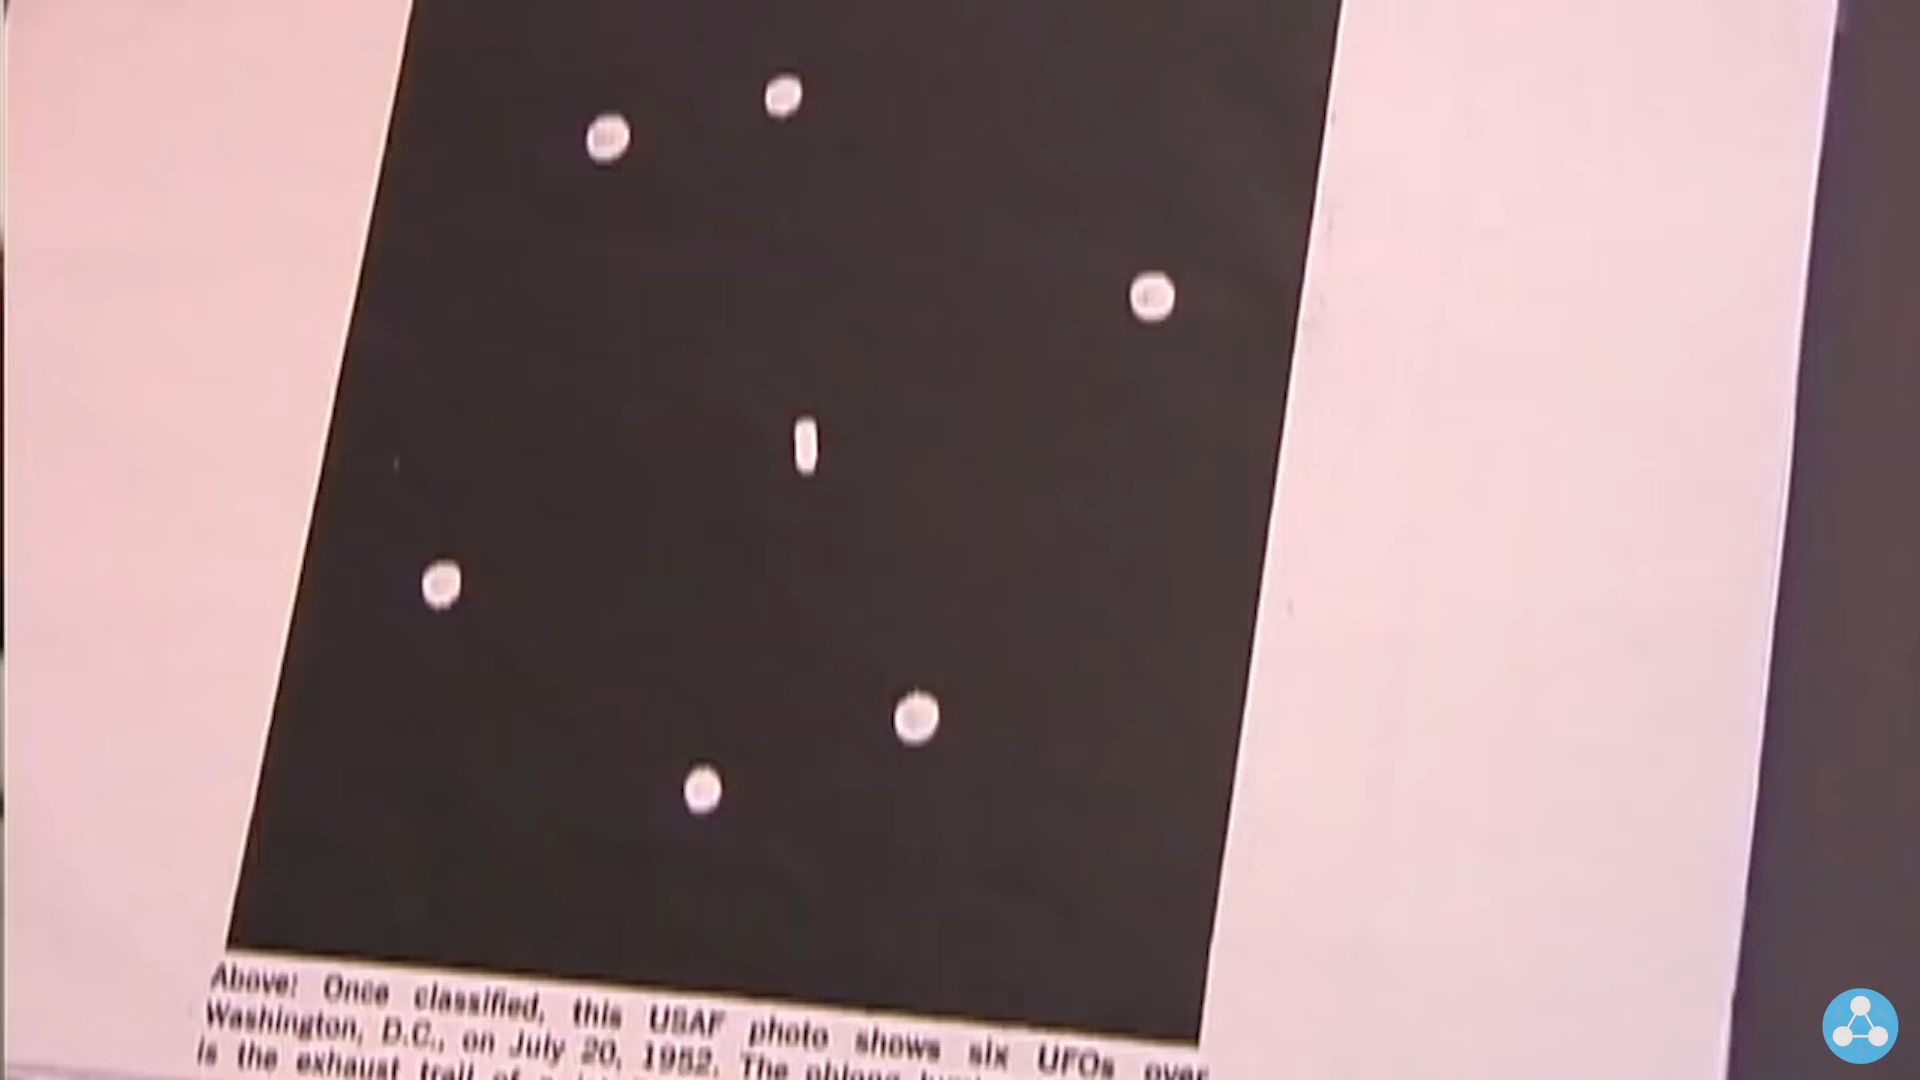 Above: Once classified, this USAF photo shows six UFOs over
Washington, D.C., on July 20, 1952. The oblong
is the exhaust trail of a